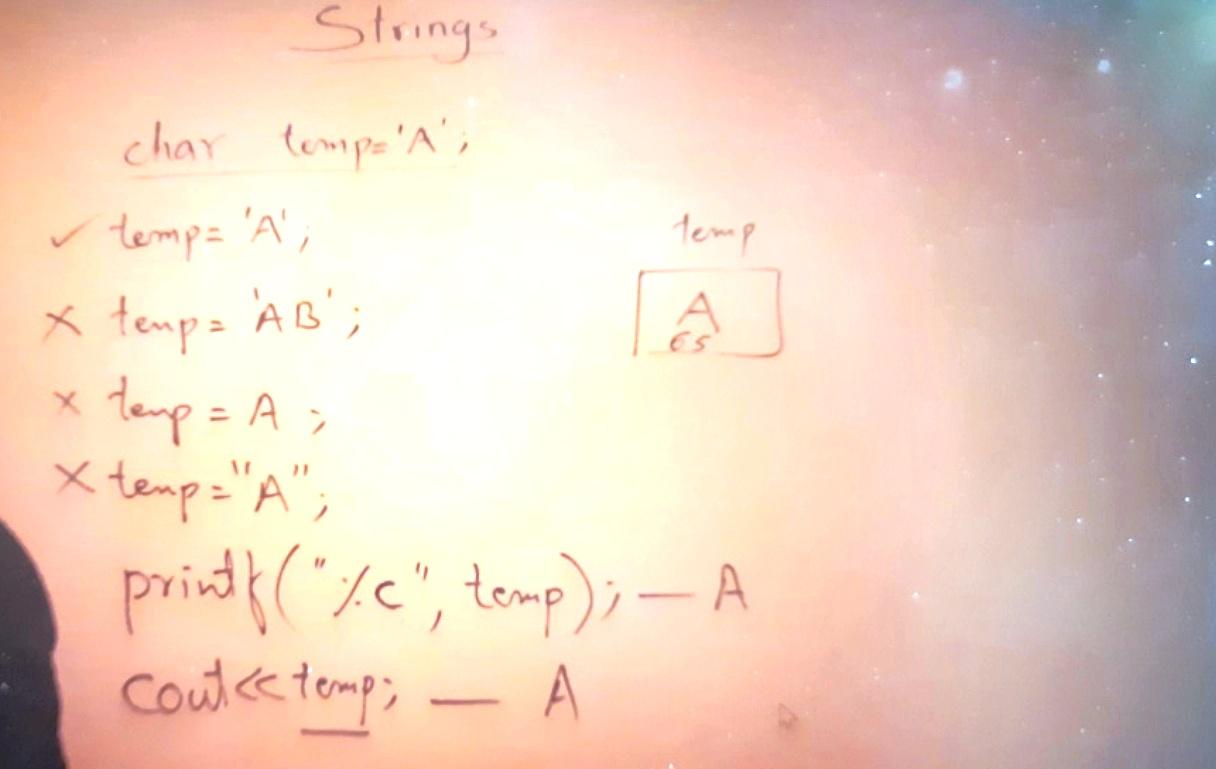 Strings
char temp='A';
✓ temp= 'A';
temp
× temp= 'AB';
A
65
× temp = A ;
× temp="A";
printf("%c", temp); — A
cout<<temp; — A